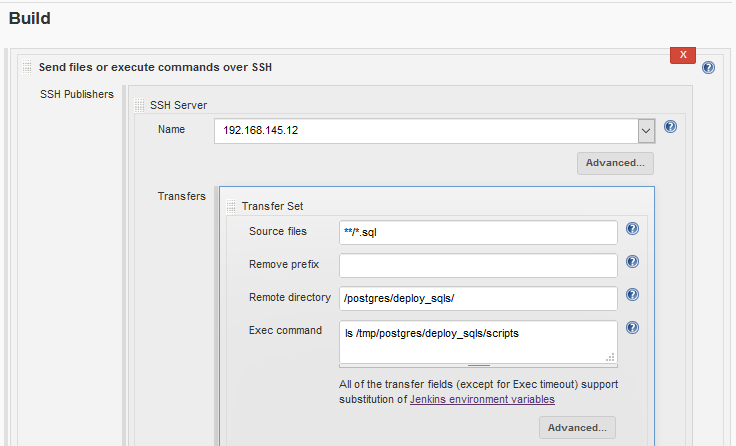 Build
X
Send files or execute commands over SSH
SSH Publishers
SSH Server
Name
192.168.145.12
Advanced...
Transfers
Transfer Set
Source files
**/*.sql
Remove prefix
Remote directory
/postgres/deploy_sqls/
Exec command
ls /tmp/postgres/deploy_sqls/scripts
All of the transfer fields (except for Exec timeout) support
substitution of Jenkins environment variables
Advanced...